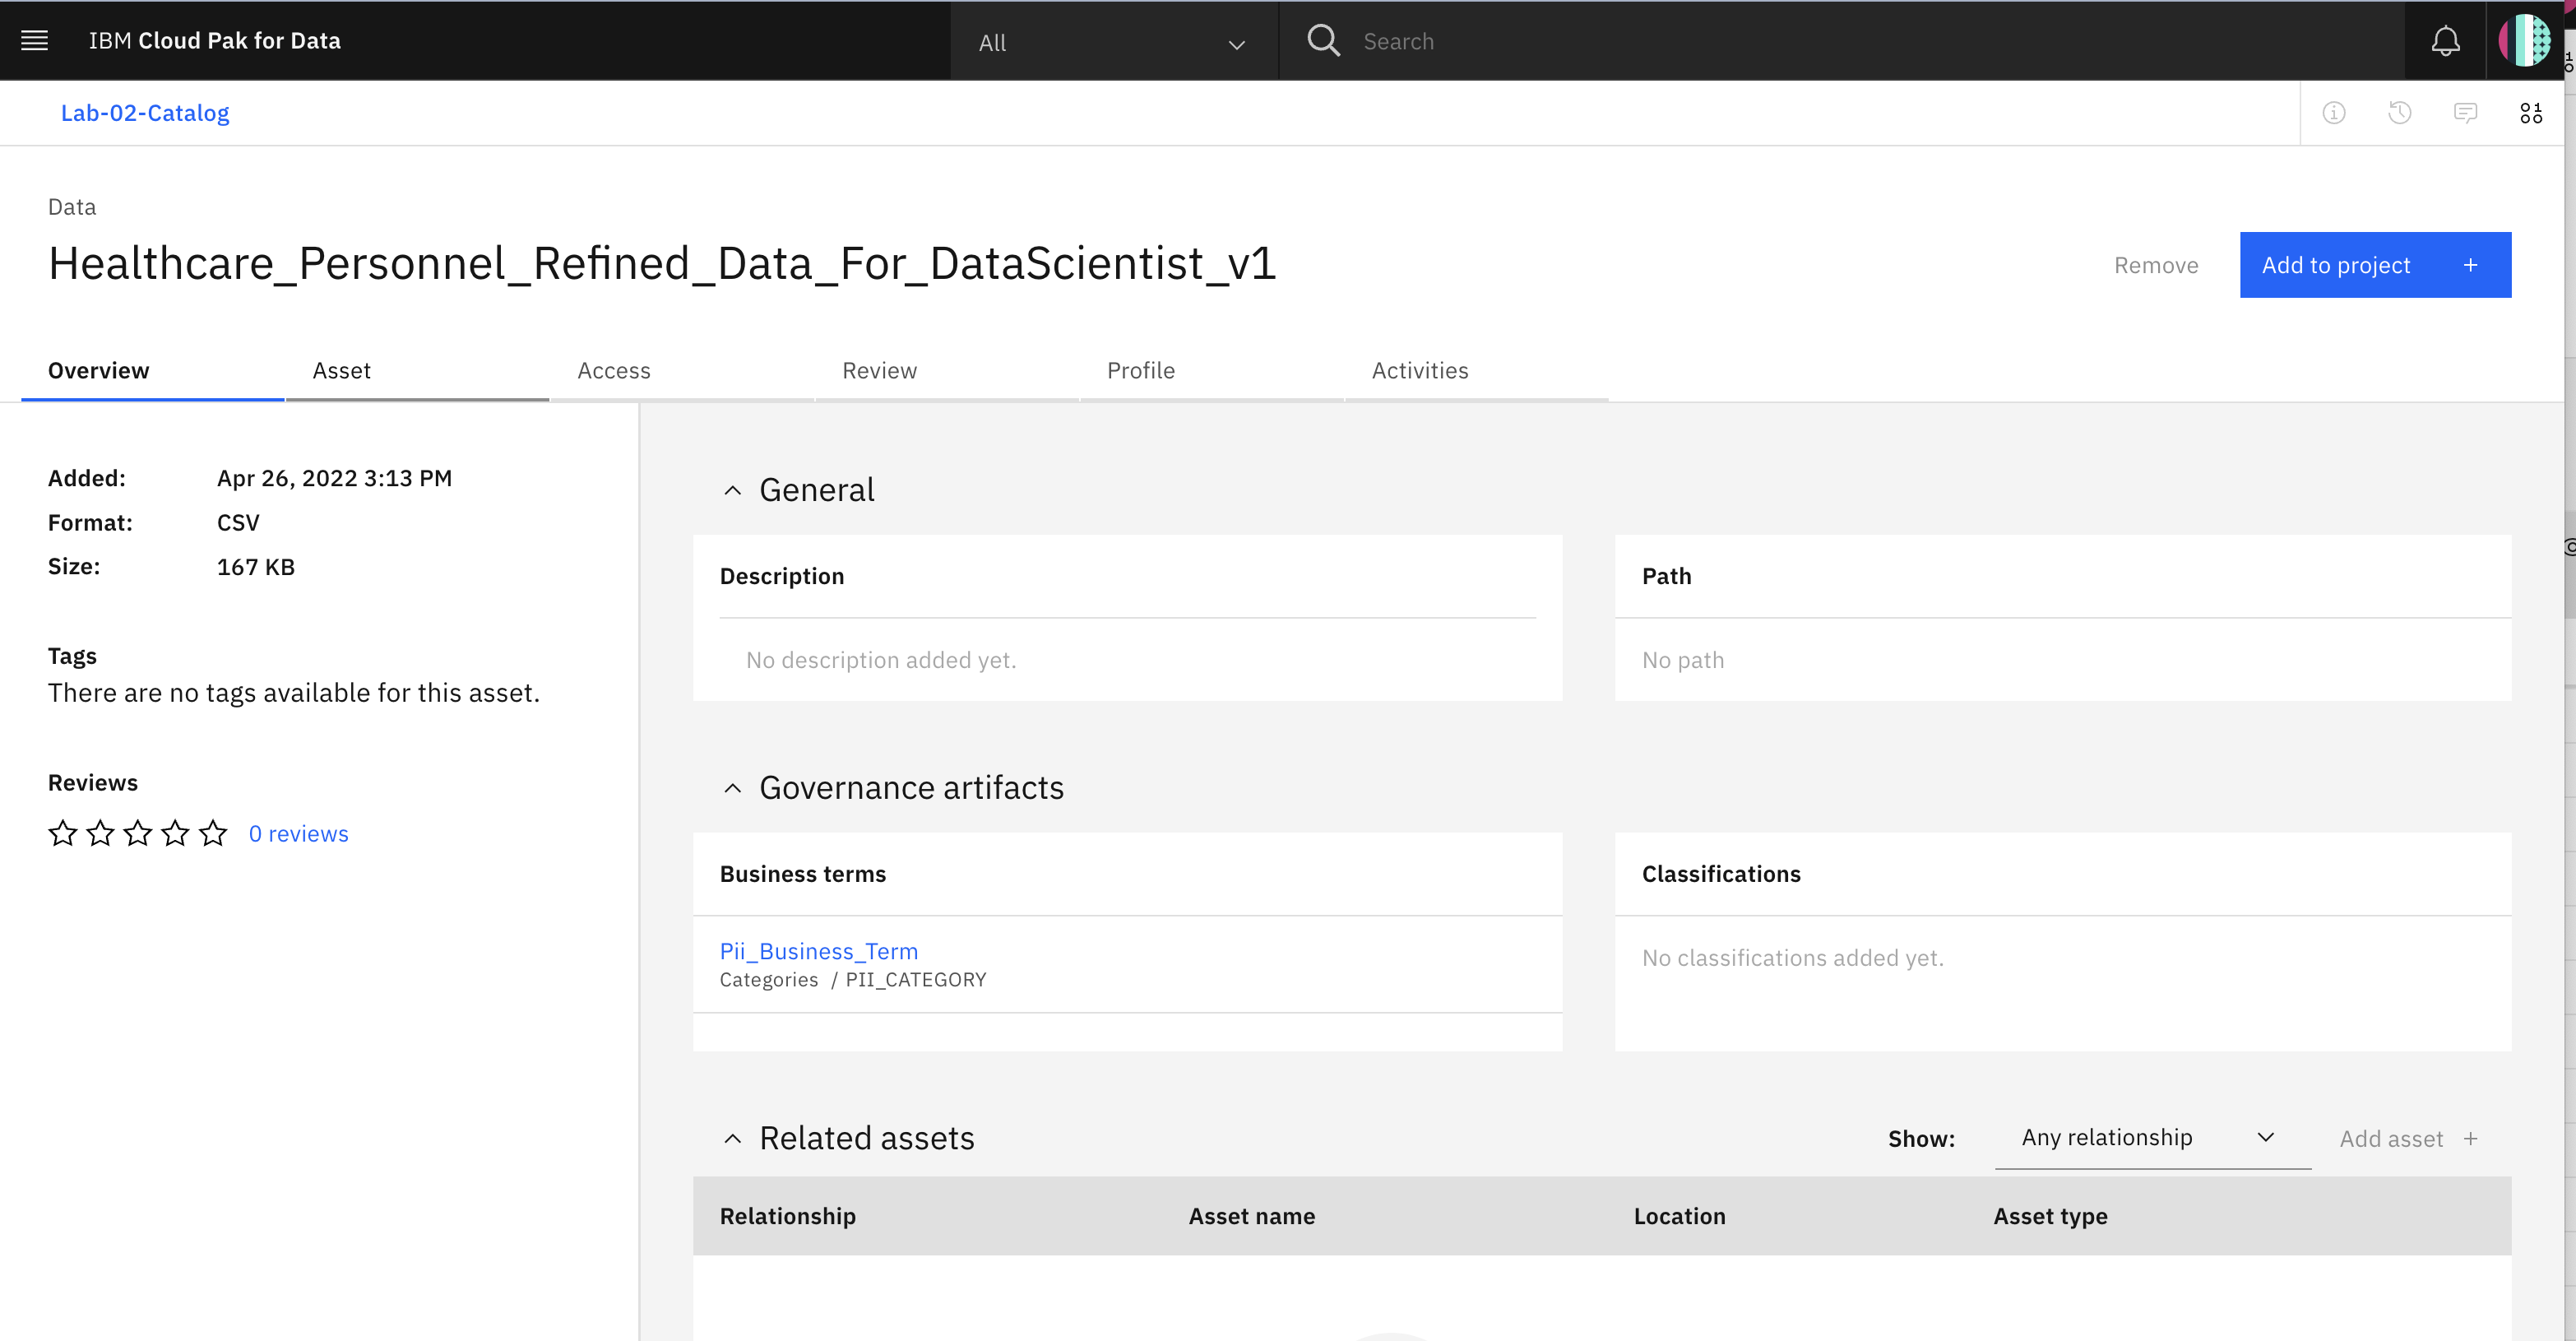 IBM Cloud Pak for Data
All
Search
Lab-02-Catalog
Data
Healthcare_Personnel_Refined_Data_For_DataScientist_v1
Remove
Add to project +
Overview
Asset
Access
Review
Profile
Activities
Added: Apr 26, 2022 3:13 PM
Format: CSV
Size: 167 KB
Tags
There are no tags available for this asset.
Reviews
0 reviews
General
Description
No description added yet.
Path
No path
Governance artifacts
Business terms
Pii_Business_Term
Categories / PII_CATEGORY
Classifications
No classifications added yet.
Related assets
Show: Any relationship
Add asset +
Relationship
Asset name
Location
Asset type